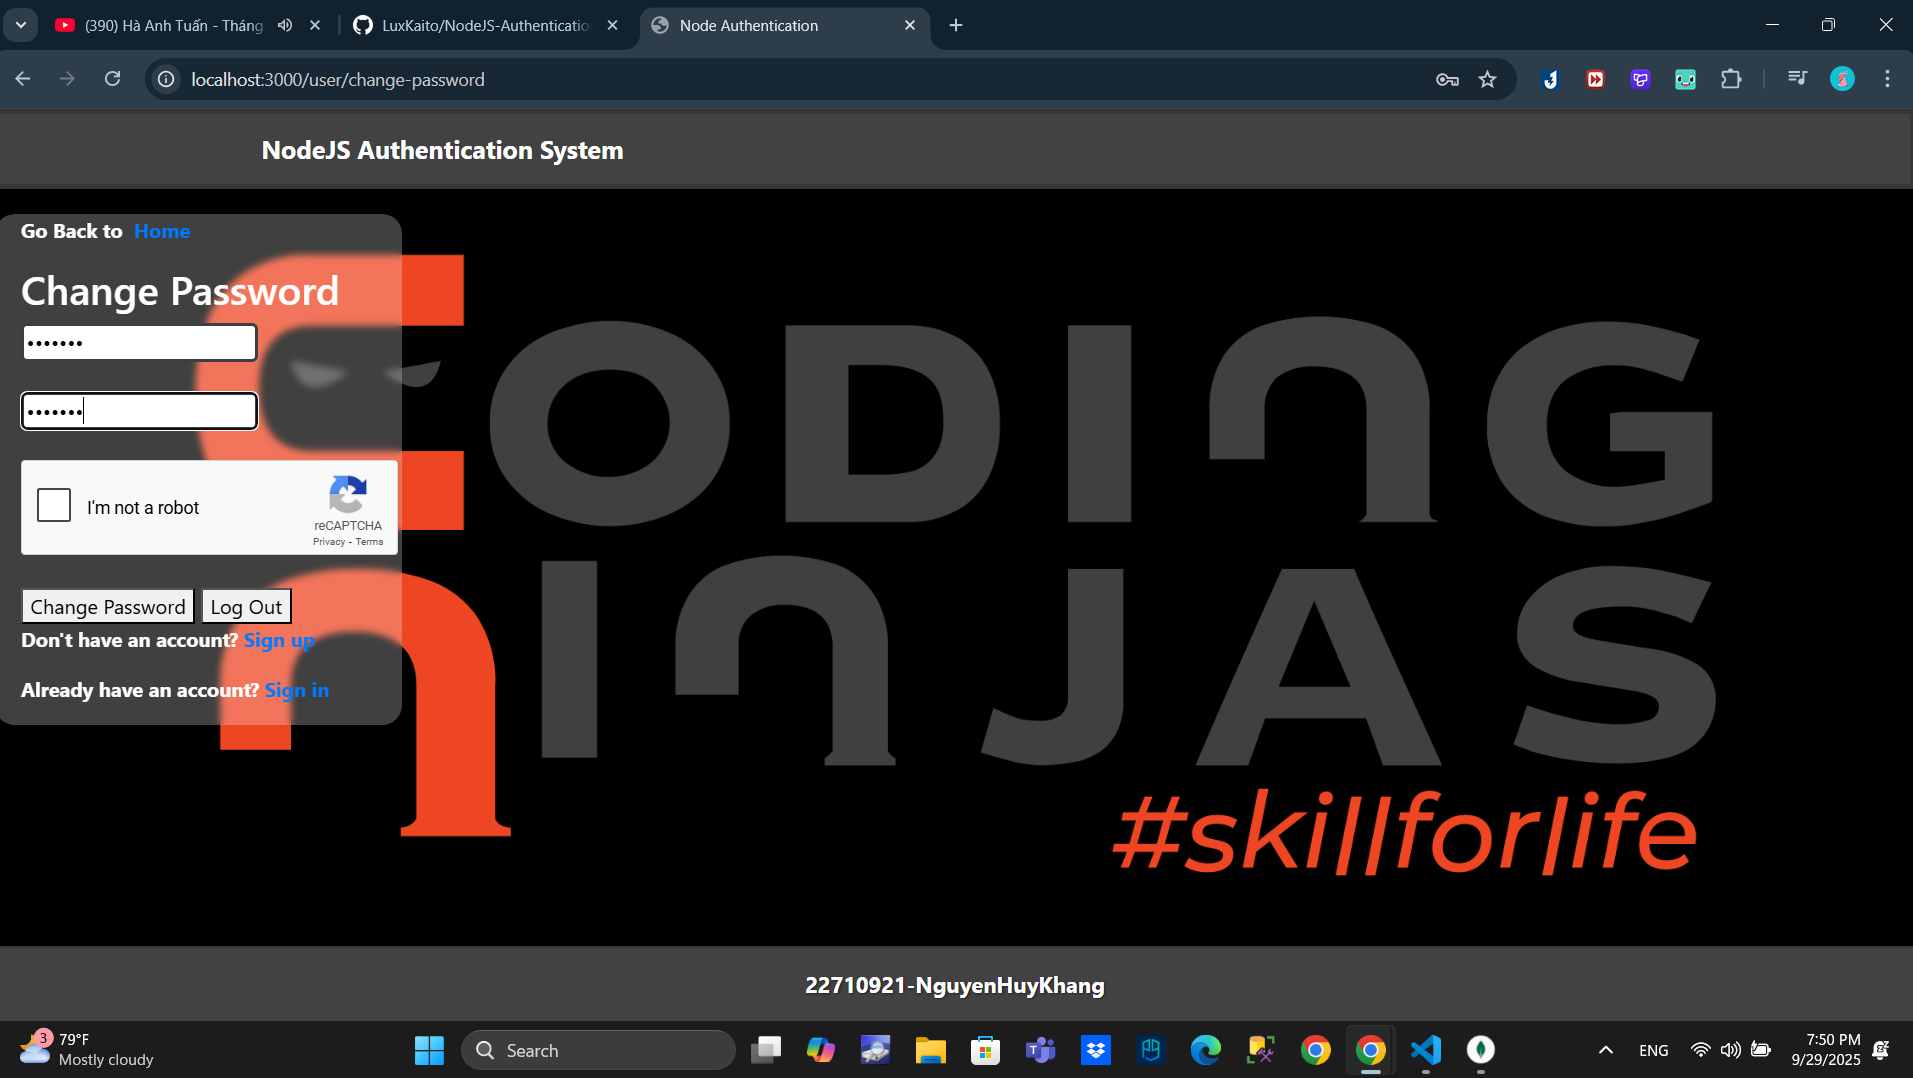 (390) Hà Anh Tuấn - Tháng
LuxKaito/NodeJS-Authenticatio
Node Authentication
localhost:3000/user/change-password
NodeJS Authentication System
Go Back to Home
Change Password
•••••••
•••••••
I'm not a robot
reCAPTCHA
Privacy - Terms
Change Password
Log Out
Don't have an account? Sign up
Already have an account? Sign in
CODING
NINJAS
#skillforlife
22710921-NguyenHuyKhang
3
79°F
Mostly cloudy
Search
ENG
7:50 PM
9/29/2025